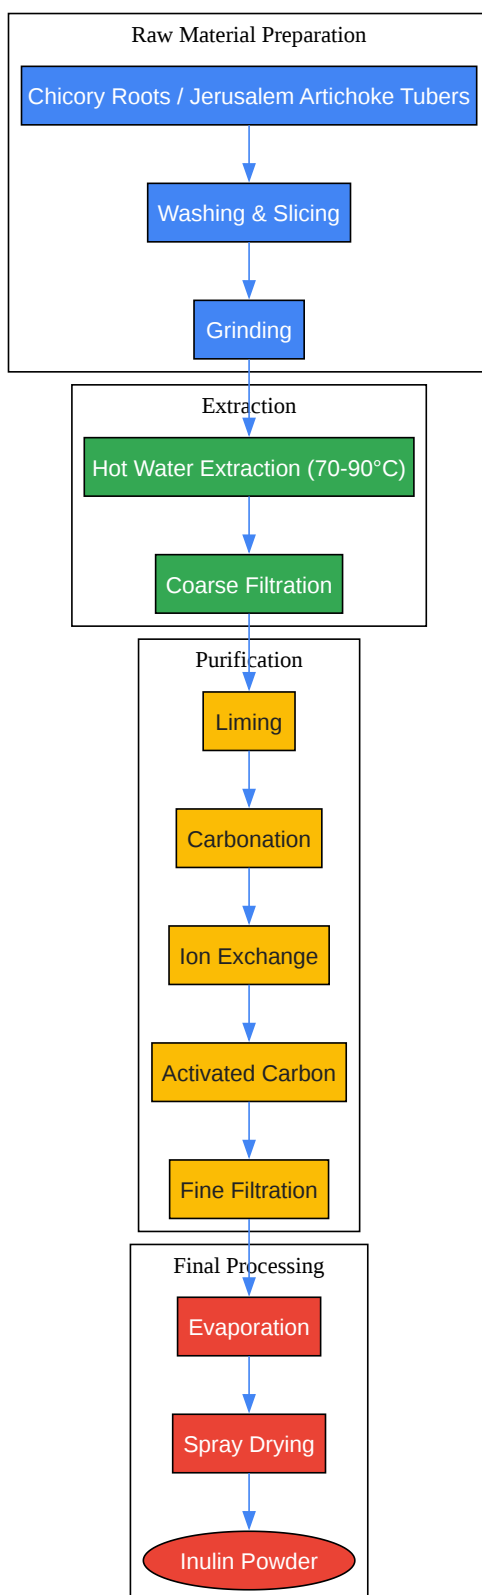 Raw Material Preparation
Chicory Roots / Jerusalem Artichoke Tubers
Washing & Slicing
Grinding
Extraction
Hot Water Extraction (70-90°C)
Coarse Filtration
Purification
Liming
Carbonation
Ion Exchange
Activated Carbon
Fine Filtration
Final Processing
Evaporation
Spray Drying
Inulin Powder